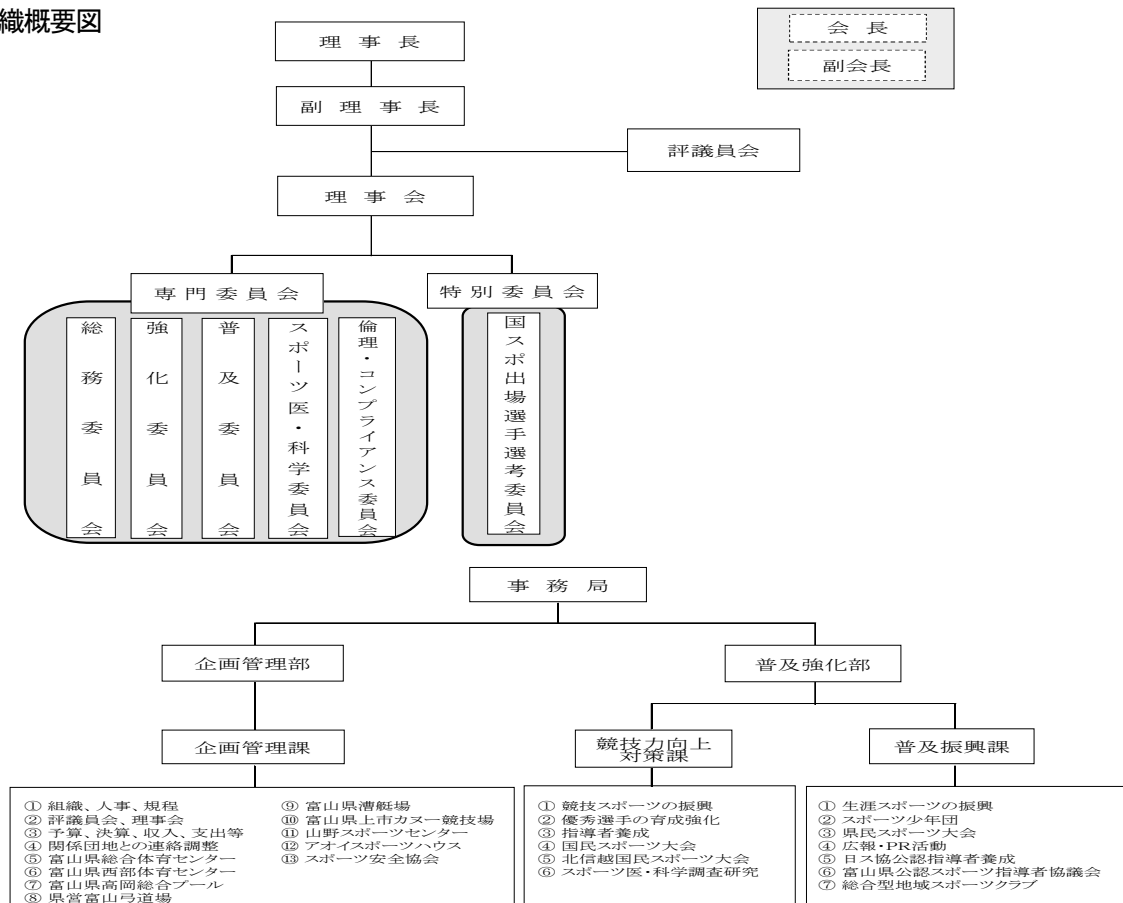 織概要図
会長
副会長
理事長
副理事長
評議員会
理事会
専門委員会
特別委員会
総務委員会
強化委員会
普及委員会
スポーツ医・科学委員会
倫理・コンプライアンス委員会
国スポ出場選手選考委員会
事務局
企画管理部
普及強化部
企画管理課
競技力向上
対策課
普及振興課
① 組織、人事、規程
② 評議員会、理事会
③ 予算、決算、収入、支出等
④ 関係団地との連絡調整
⑤ 富山県総合体育センター
⑥ 富山県西部体育センター
⑦ 富山県高岡総合プール
⑧ 県営富山弓道場
⑨ 富山県漕艇場
⑩ 富山県上市カヌー競技場
⑪ 山野スポーツセンター
⑫ アオイスポーツハウス
⑬ スポーツ安全協会
① 競技スポーツの振興
② 優秀選手の育成強化
③ 指導者養成
④ 国民スポーツ大会
⑤ 北信越国民スポーツ大会
⑥ スポーツ医・科学調査研究
① 生涯スポーツの振興
② スポーツ少年団
③ 県民スポーツ大会
④ 広報・PR活動
⑤ 日ス協公認指導者養成
⑥ 富山県公認スポーツ指導者協議会
⑦ 総合型地域スポーツクラブ